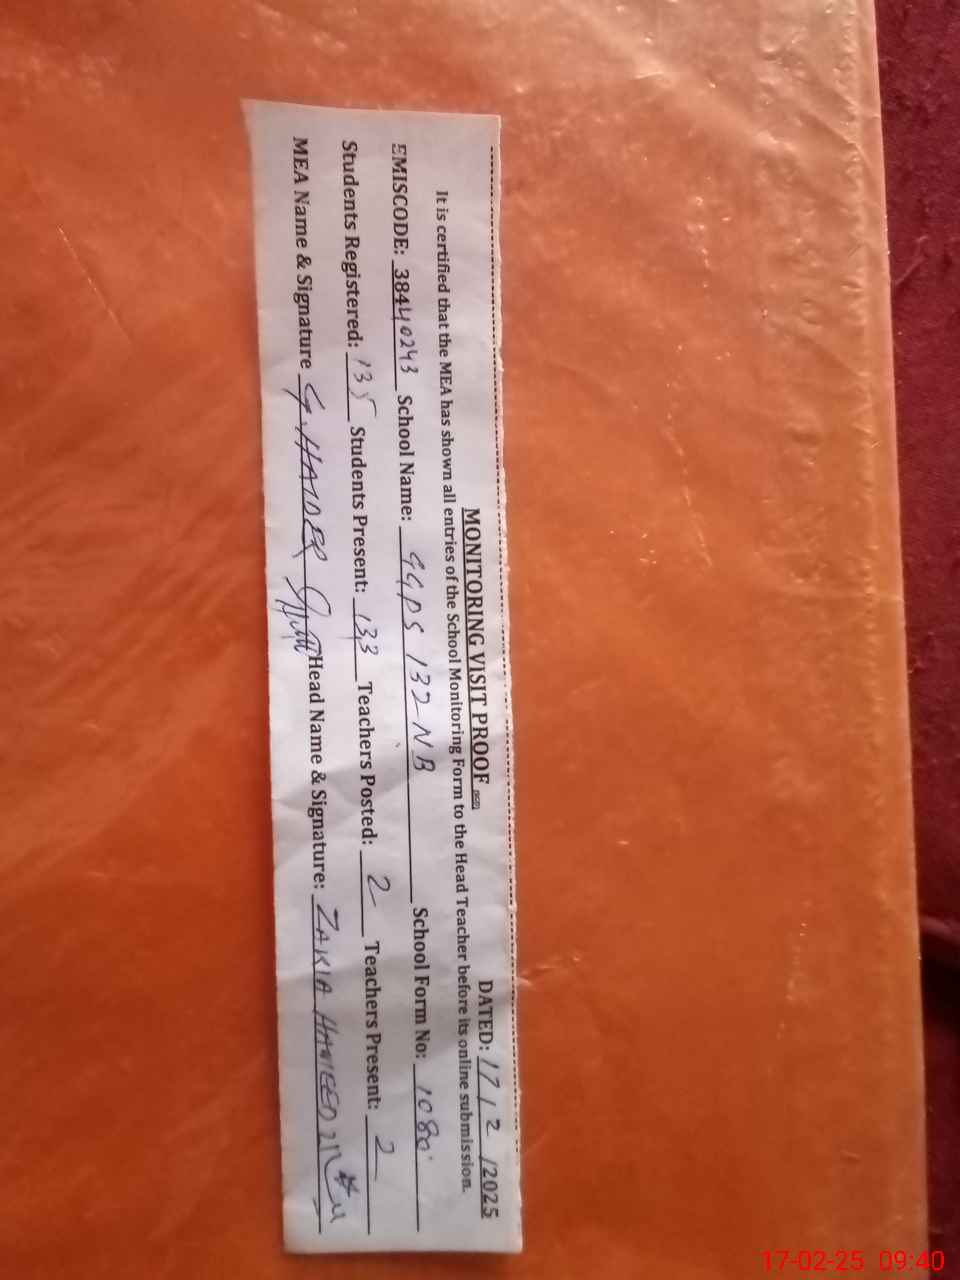 MONITORING VISIT PROOF DATED: 17/2/2025
It is certified that the MEA has shown all entries of the School Monitoring Form to the Head Teacher before its online submission.
EMISCODE: 38440243 School Name: GGPS 132 NB School Form No: 1080
Students Registered: 135 Students Present: 133 Teachers Posted: 2 Teachers Present: 2
MEA Name & Signature G. HAIDER Head Name & Signature: ZAKIA HAMEED
17-02-25 09:40